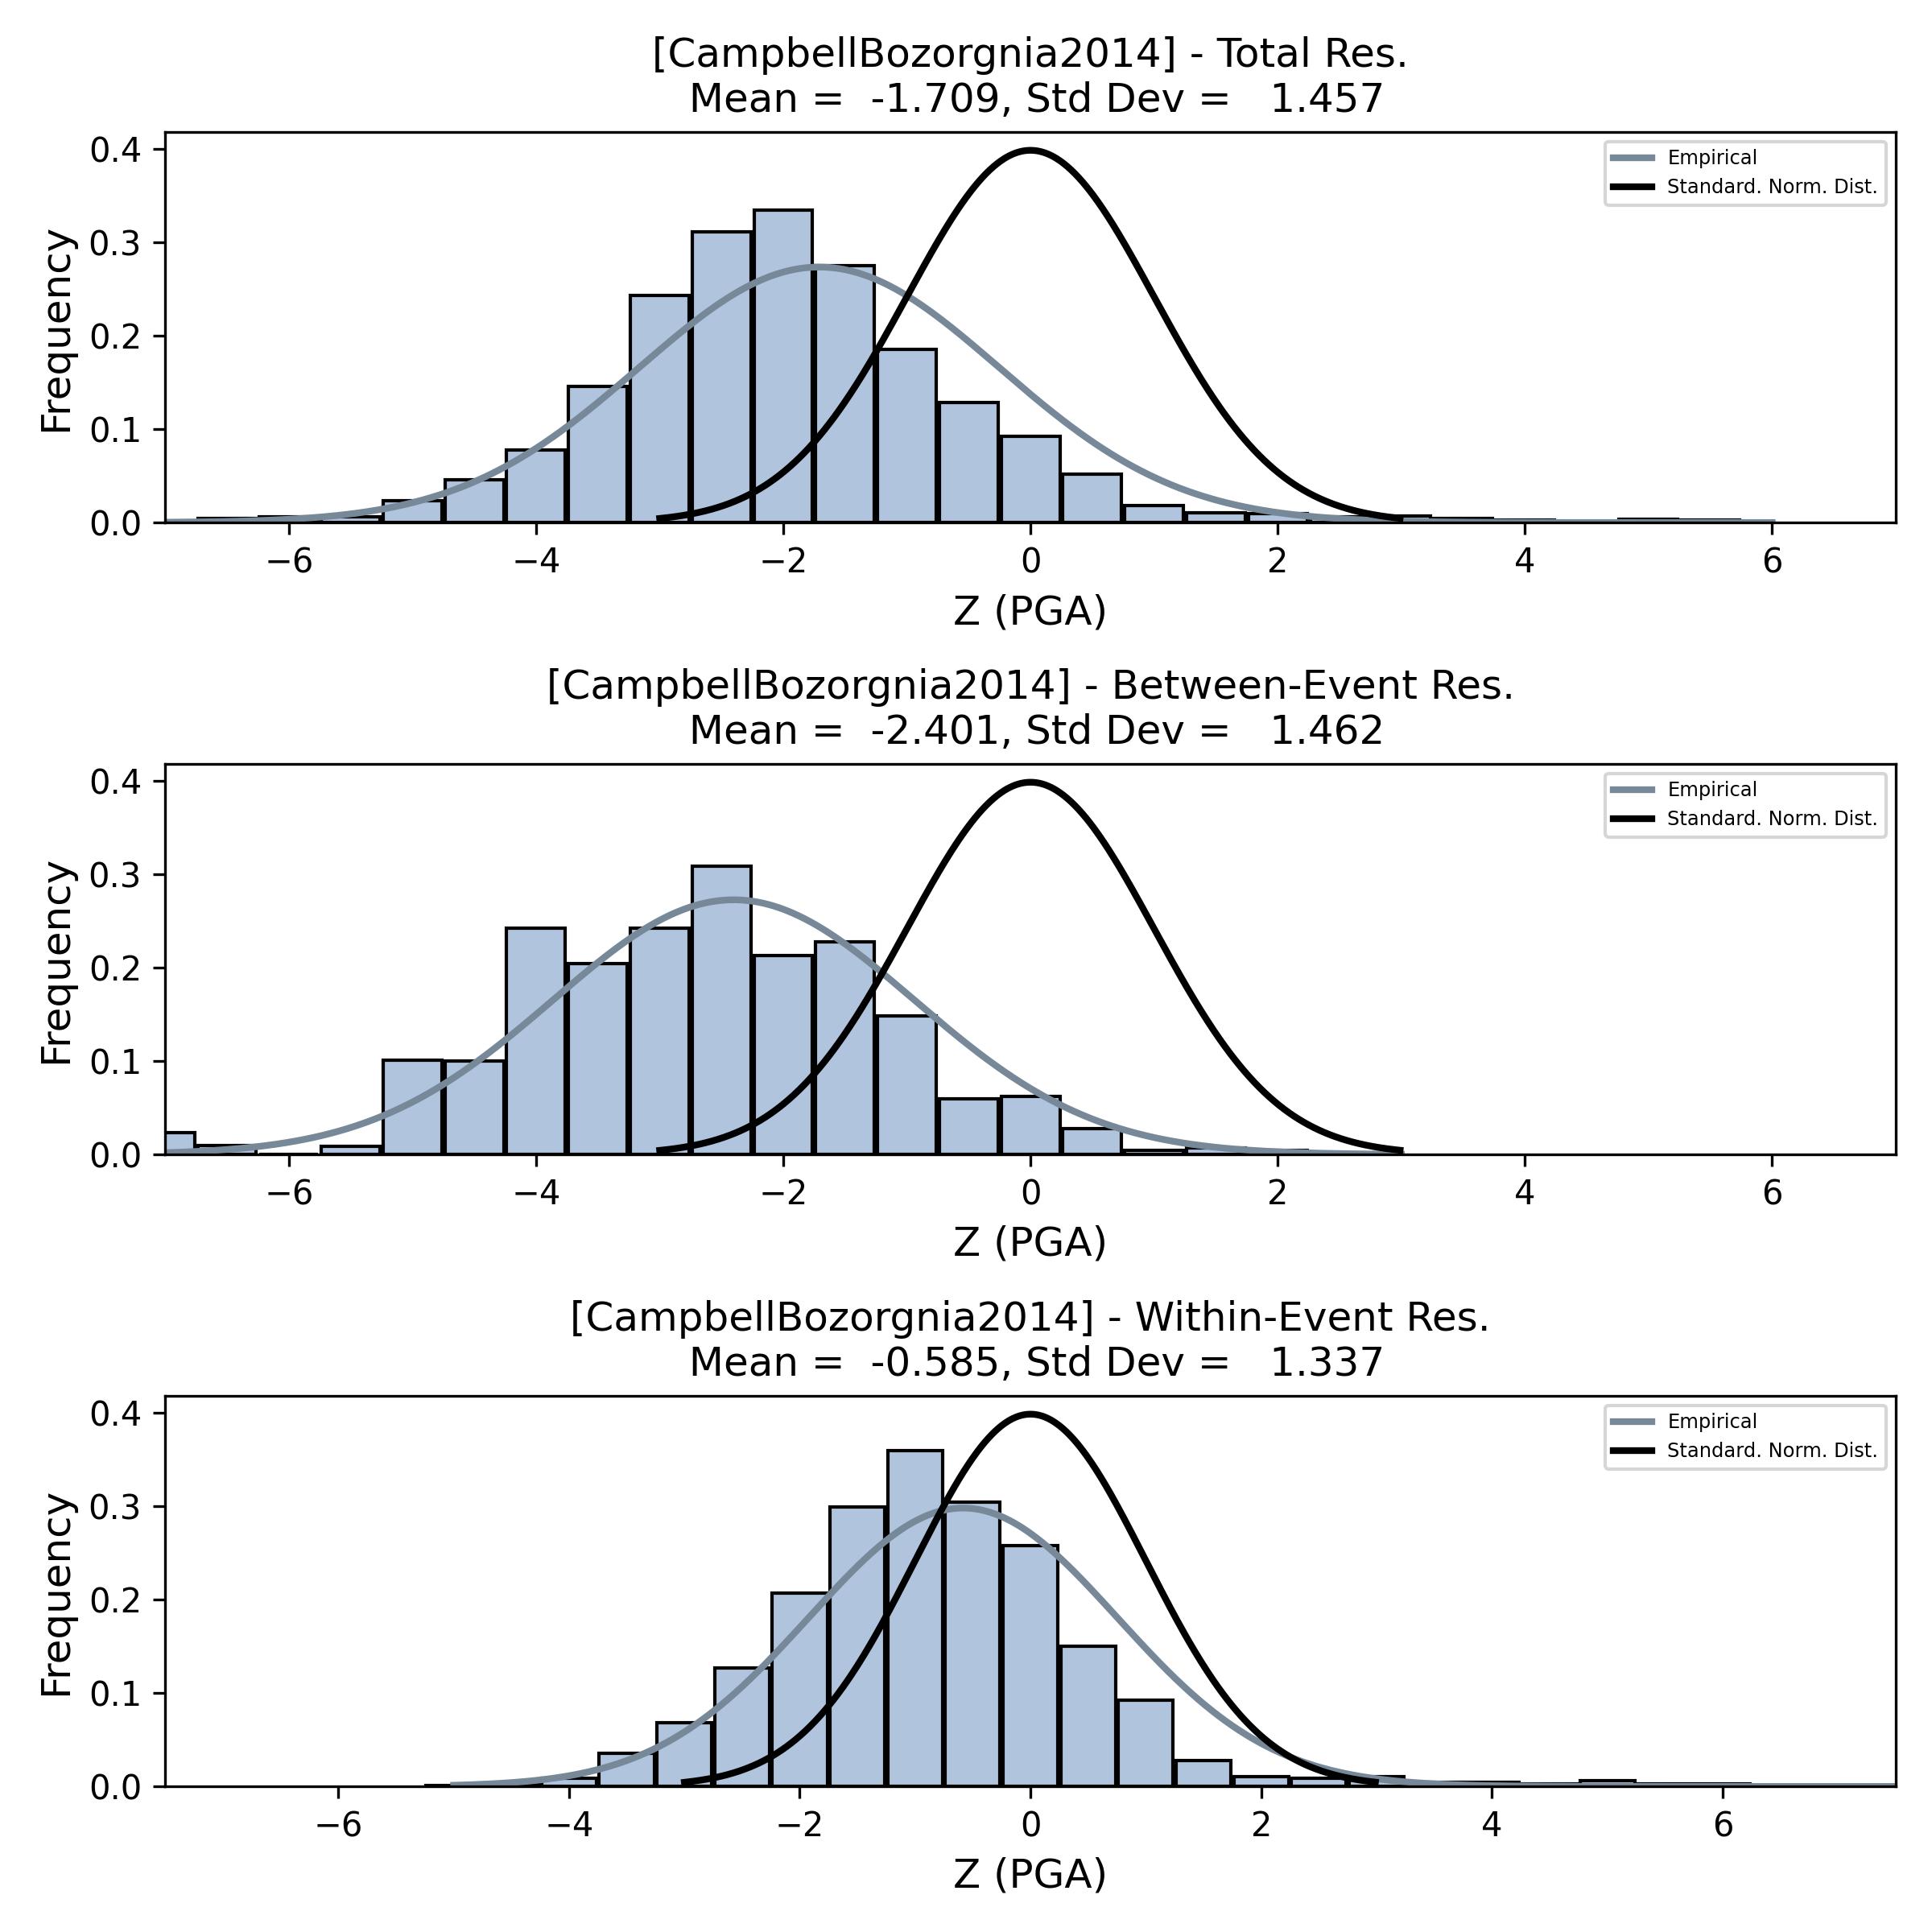 [CampbellBozorgnia2014] - Total Res.
Mean =  -1.709, Std Dev =   1.457
0.4
0.3
0.2
0.1
0.0
Frequency
Empirical
Standard. Norm. Dist.
−6 −4 −2 0 2 4 6
Z (PGA)
[CampbellBozorgnia2014] - Between-Event Res.
Mean =  -2.401, Std Dev =   1.462
0.4
0.3
0.2
0.1
0.0
Frequency
Empirical
Standard. Norm. Dist.
−6 −4 −2 0 2 4 6
Z (PGA)
[CampbellBozorgnia2014] - Within-Event Res.
Mean =  -0.585, Std Dev =   1.337
0.4
0.3
0.2
0.1
0.0
Frequency
Empirical
Standard. Norm. Dist.
−6 −4 −2 0 2 4 6
Z (PGA)